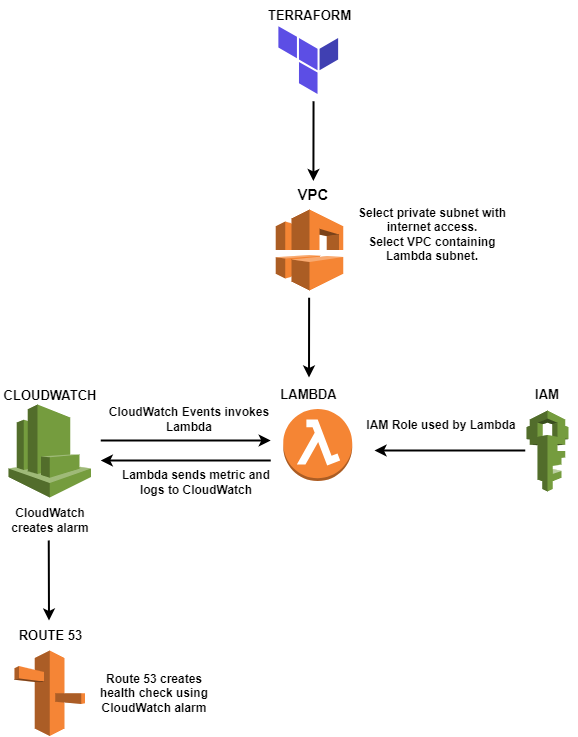 TERRAFORM
VPC
Select private subnet with
internet access.
Select VPC containing
Lambda subnet.
CLOUDWATCH
LAMBDA
IAM
CloudWatch Events invokes
Lambda
IAM Role used by Lambda
Lambda sends metric and
logs to CloudWatch
CloudWatch
creates alarm
ROUTE 53
Route 53 creates
health check using
CloudWatch alarm